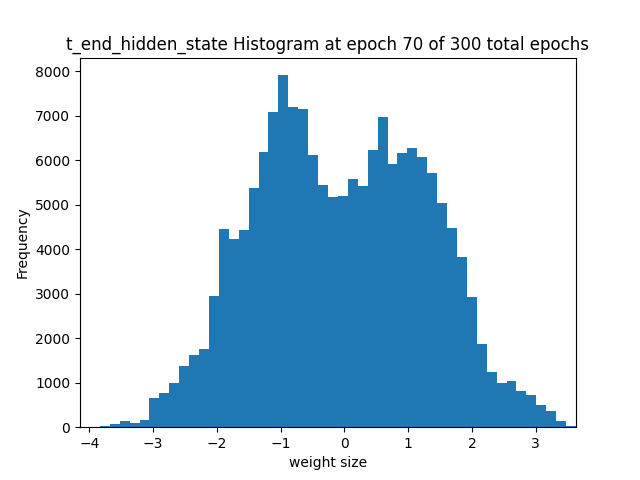 t_end_hidden_state Histogram at epoch 70 of 300 total epochs
8000
7000
6000
5000
4000
3000
2000
1000
0
Frequency
−4 −3 −2 −1 0 1 2 3
weight size